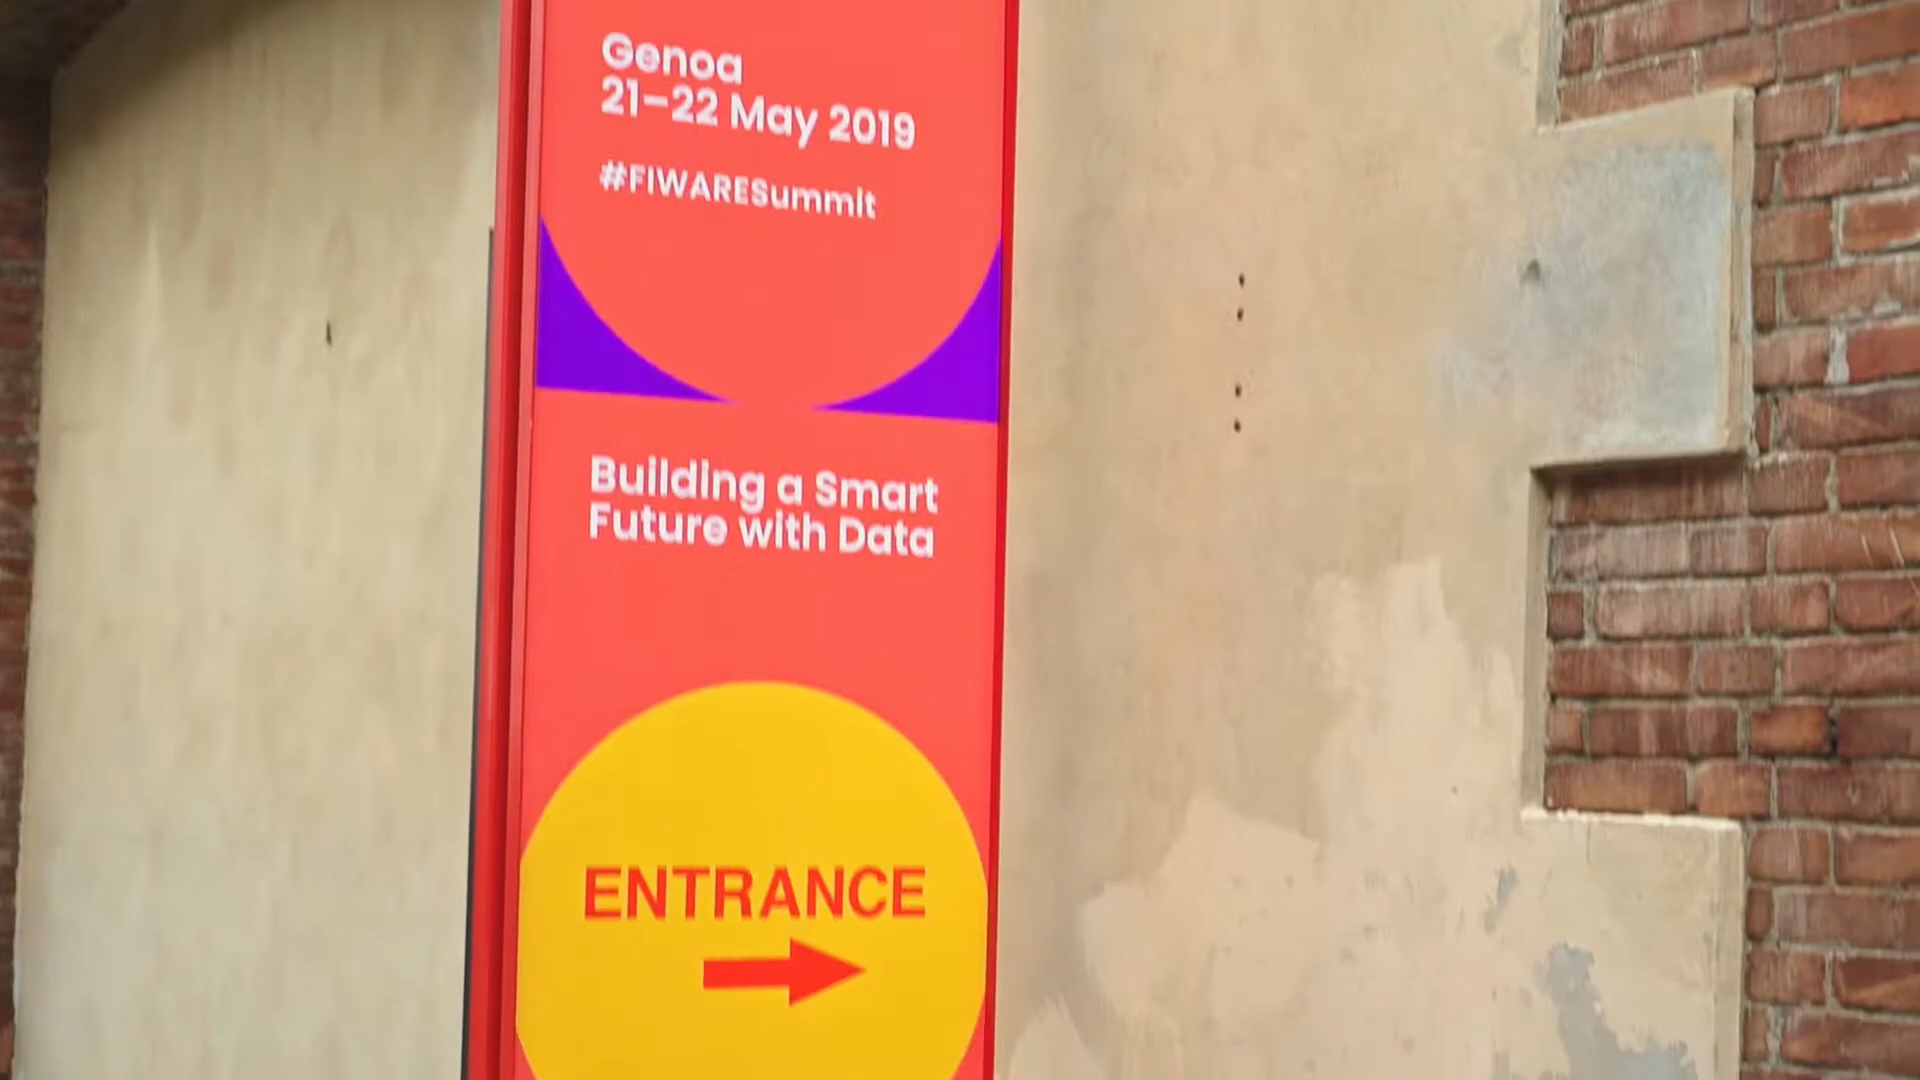 Genoa
21–22 May 2019
#FIWARESummit
Building a Smart
Future with Data
ENTRANCE